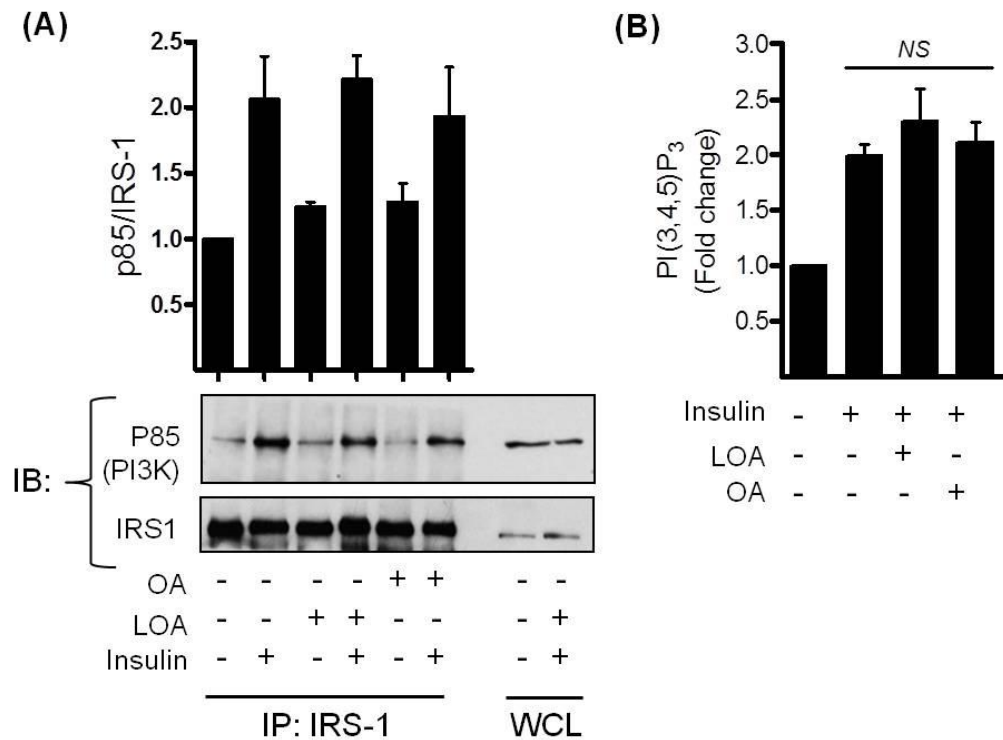 (A)
p85/IRS-1
2.5
2.0
1.5
1.0
0.5
IB:
P85
(PI3K)
IRS1
OA - - - - + + - -
LOA - - + + - - - +
Insulin - + - + - + - +
IP: IRS-1 WCL
(B)
PI(3,4,5)P₃
(Fold change)
3.0
2.5
2.0
1.5
1.0
0.5
NS
Insulin - + + +
LOA - - + -
OA - - - +